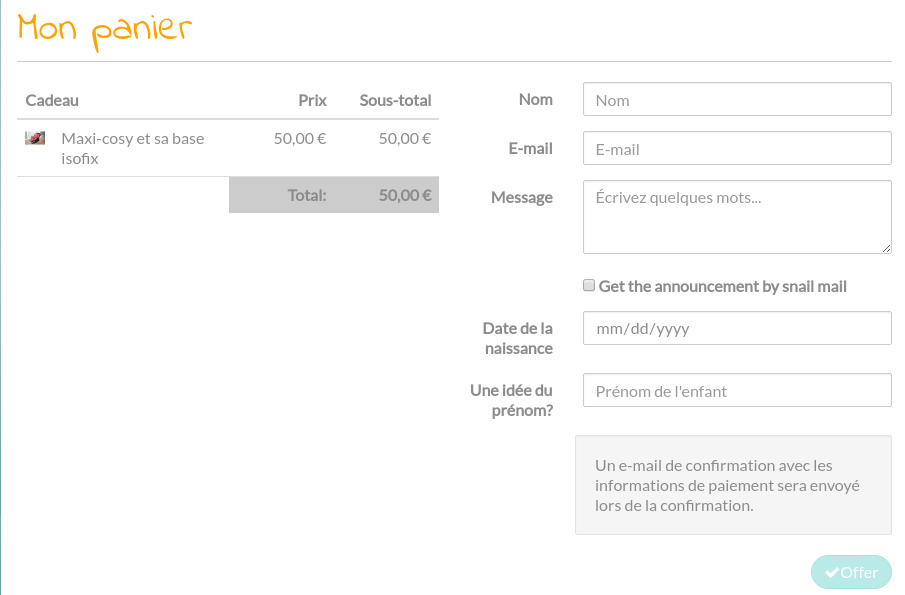 Mon panier
Cadeau Prix Sous-total
Maxi-cosy et sa base 50,00 € 50,00 €
isofix
Total: 50,00 €
Nom Nom
E-mail E-mail
Message Écrivez quelques mots...
Get the announcement by snail mail
Date de la mm/dd/yyyy
naissance
Une idée du Prénom de l'enfant
prénom?
Un e-mail de confirmation avec les
informations de paiement sera envoyé
lors de la confirmation.
Offer